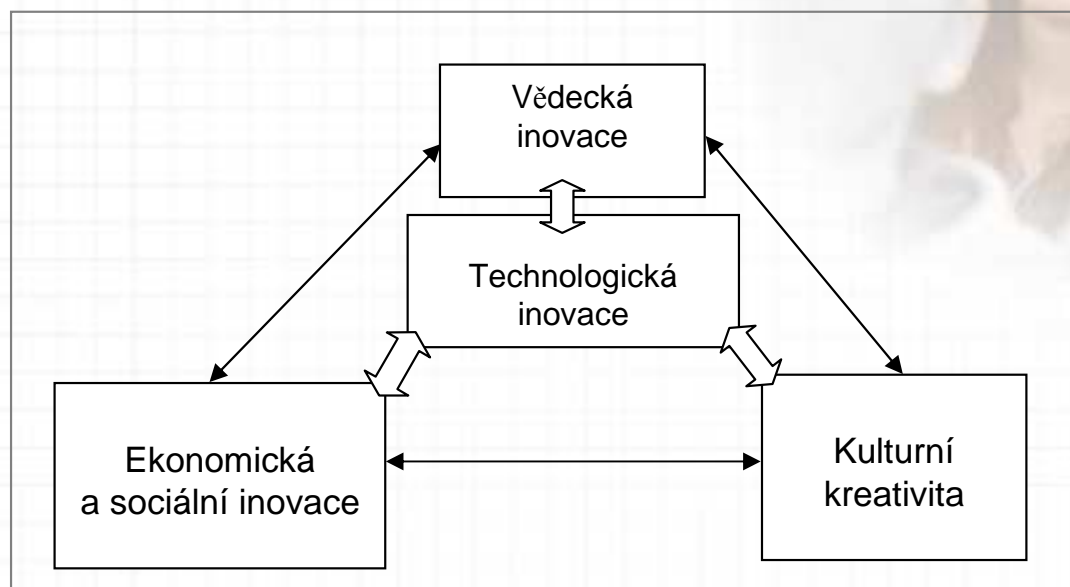 Vědecká
inovace
Technologická
inovace
Ekonomická
a sociální inovace
Kulturní
kreativita